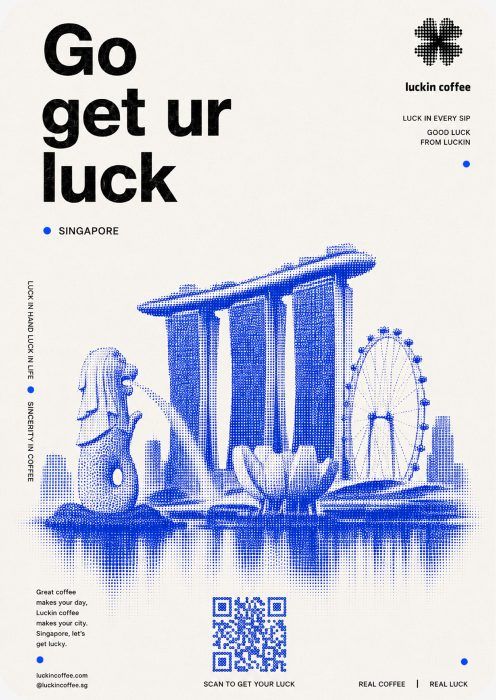 Go
get ur
luck
SINGAPORE
luckin coffee
LUCK IN EVERY SIP
GOOD LUCK
FROM LUCKIN
LUCK IN HAND LUCK IN LIFE
SINCERITY IN COFFEE
Great coffee
makes your day,
Luckin coffee
makes your city.
Singapore, let's
get lucky.
luckincoffee.com
@luckincoffee.sg
SCAN TO GET YOUR LUCK
REAL COFFEE | REAL LUCK